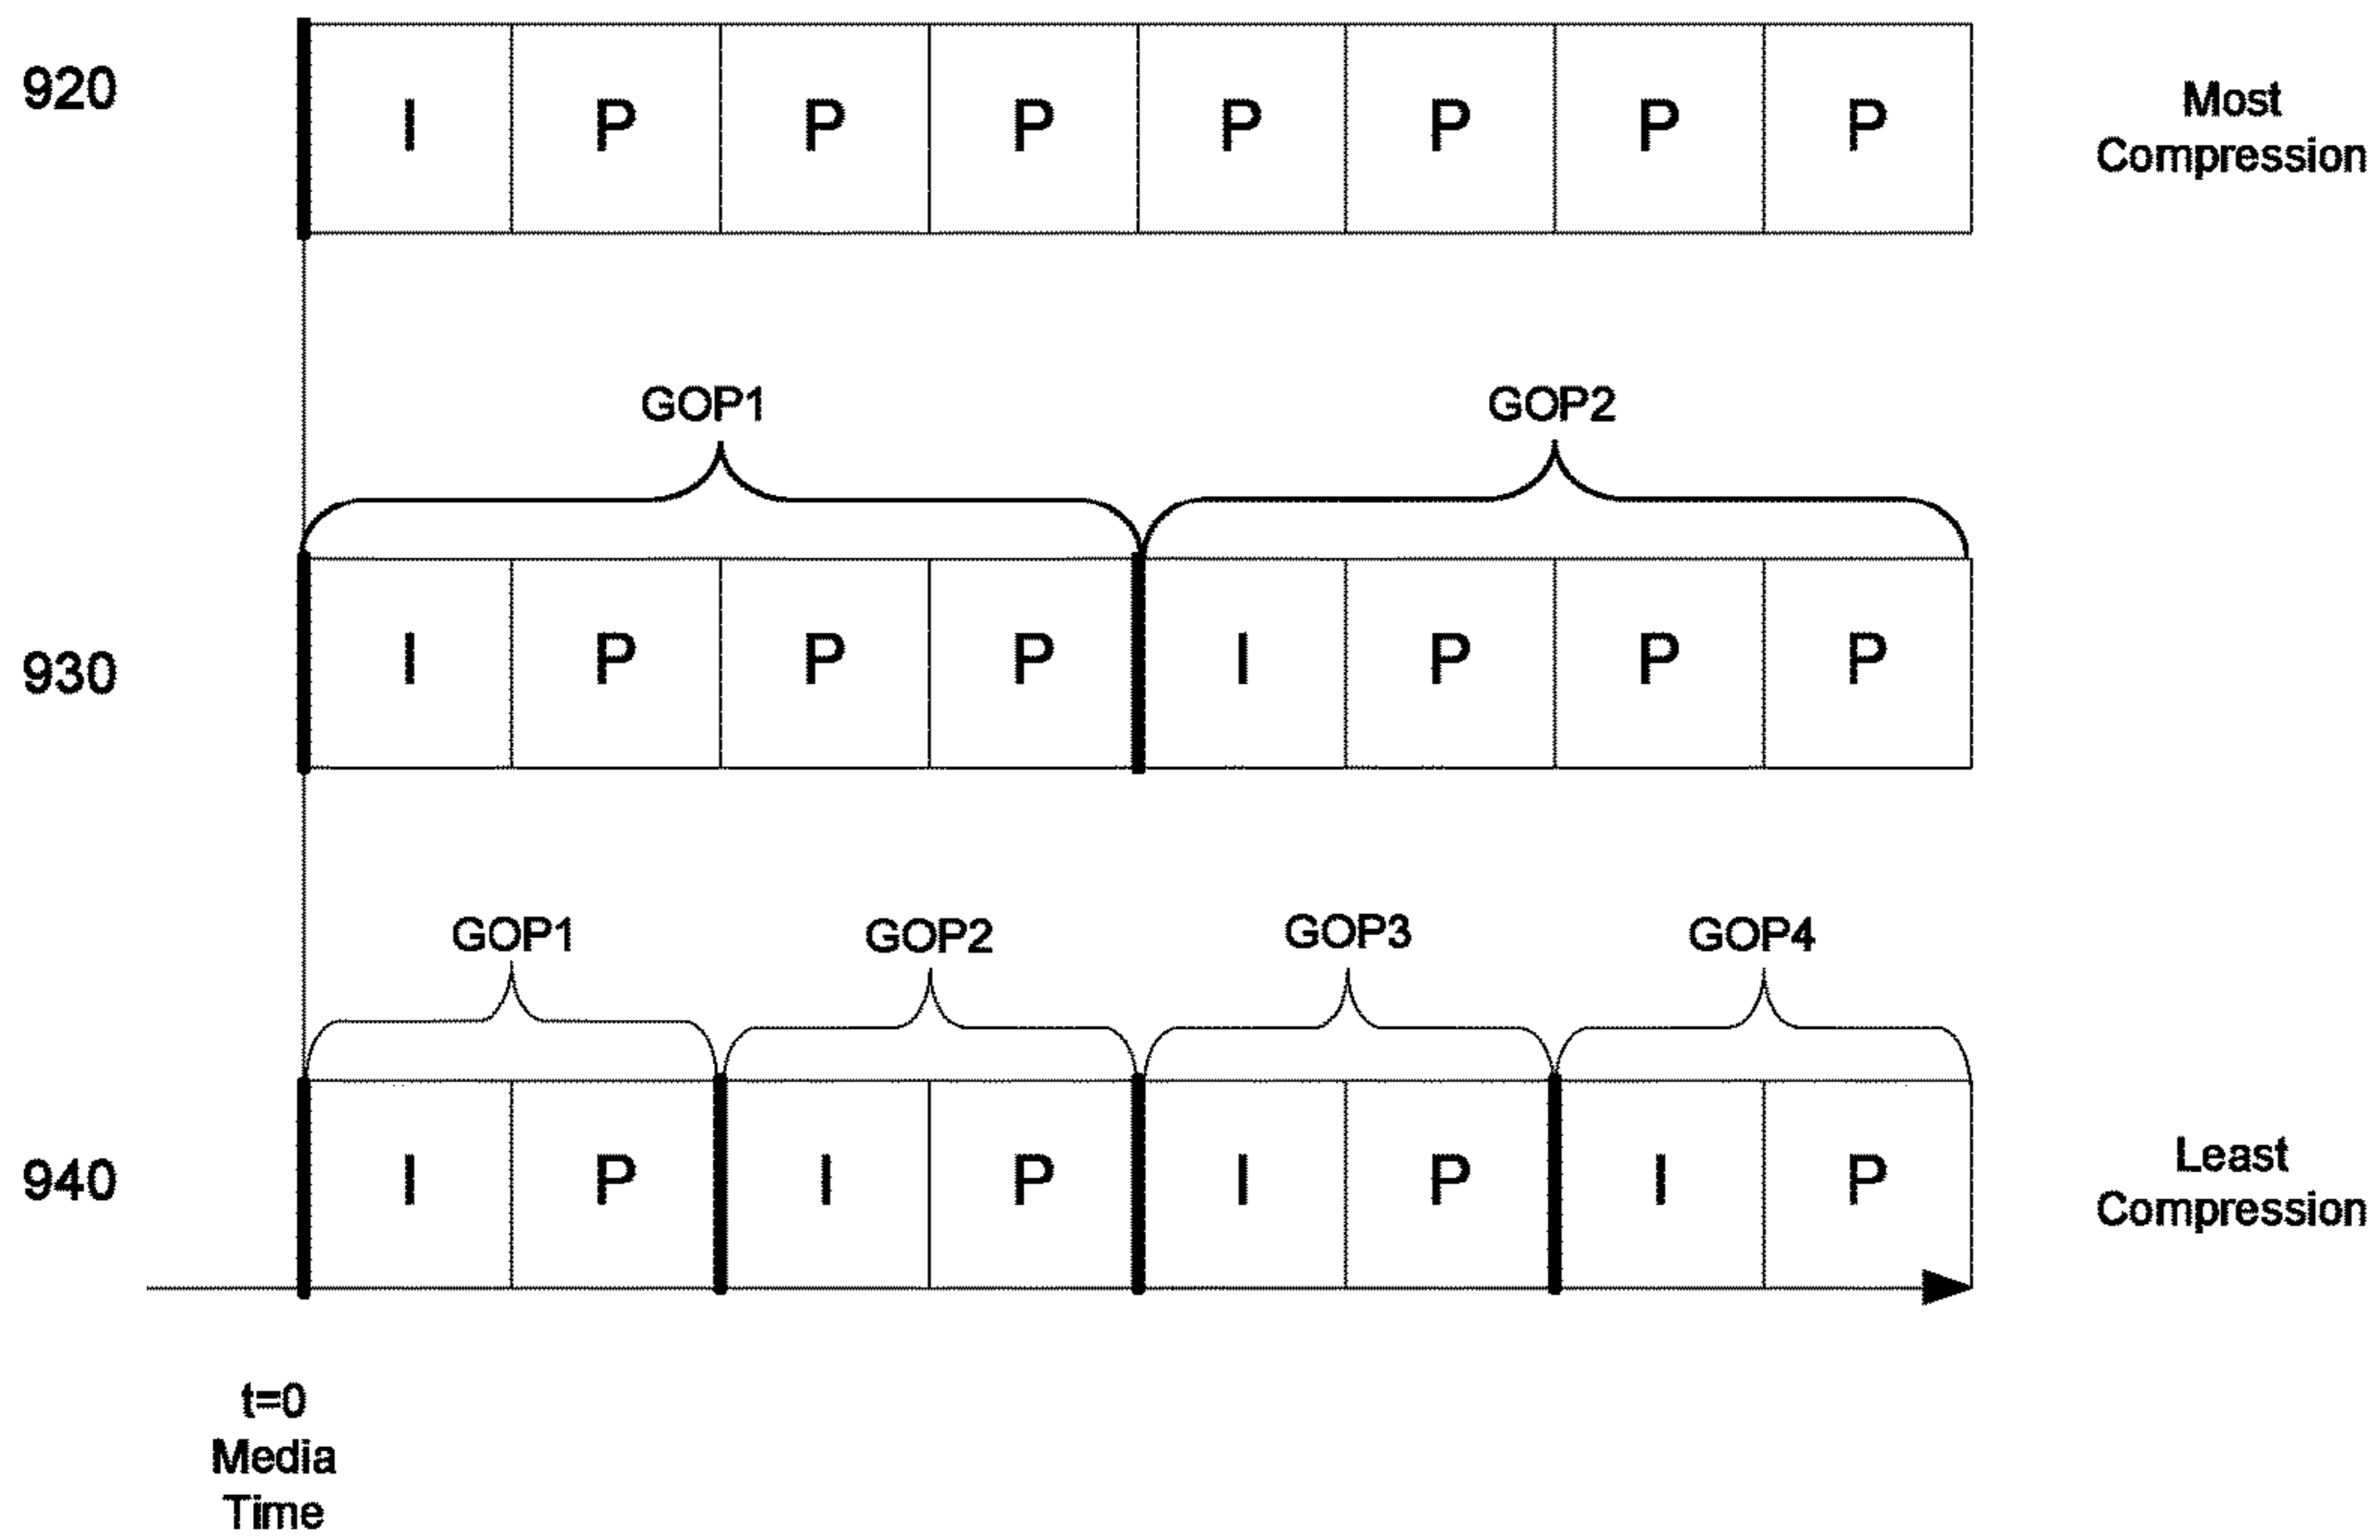 920
I P P P P P P P
Most
Compression
GOP1 GOP2
930
I P P P I P P P
GOP1 GOP2 GOP3 GOP4
940
I P I P I P I P
Least
Compression
t=0
Media
Time